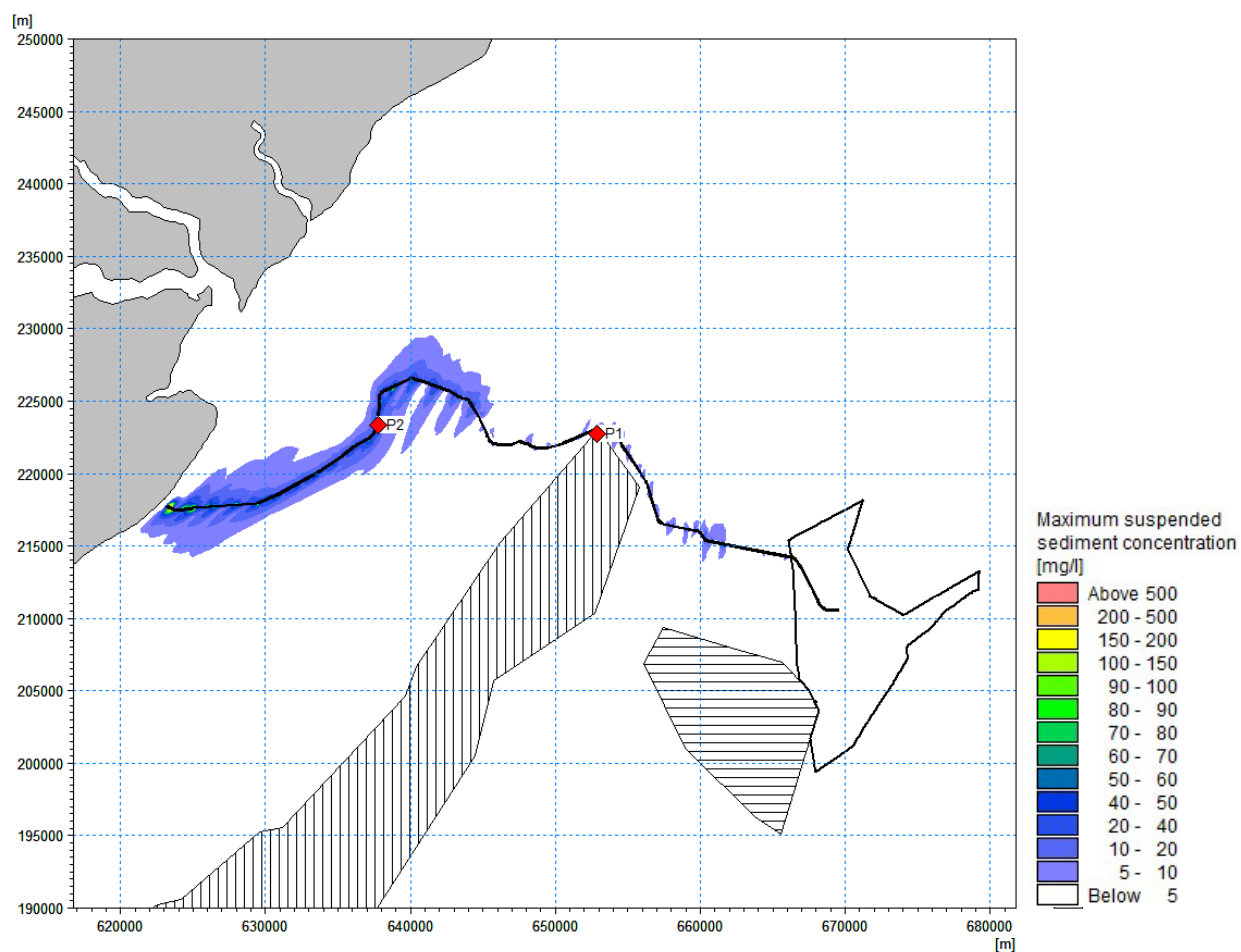 [m]
250000
245000
240000
235000
230000
225000
220000
215000
210000
205000
200000
195000
190000
P2
P1
620000 630000 640000 650000 660000 670000 680000
[m]
Maximum suspended
sediment concentration
[mg/l]
Above 500
200 - 500
150 - 200
100 - 150
90 - 100
80 - 90
70 - 80
60 - 70
50 - 60
40 - 50
20 - 40
10 - 20
5 - 10
Below 5